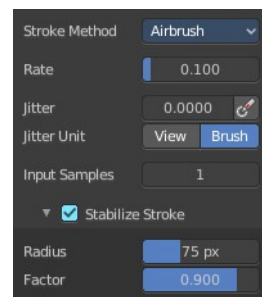 Stroke Method Airbrush
Rate 0.100
Jitter 0.0000
Jitter Unit View Brush
Input Samples 1
Stabilize Stroke
Radius 75 px
Factor 0.900